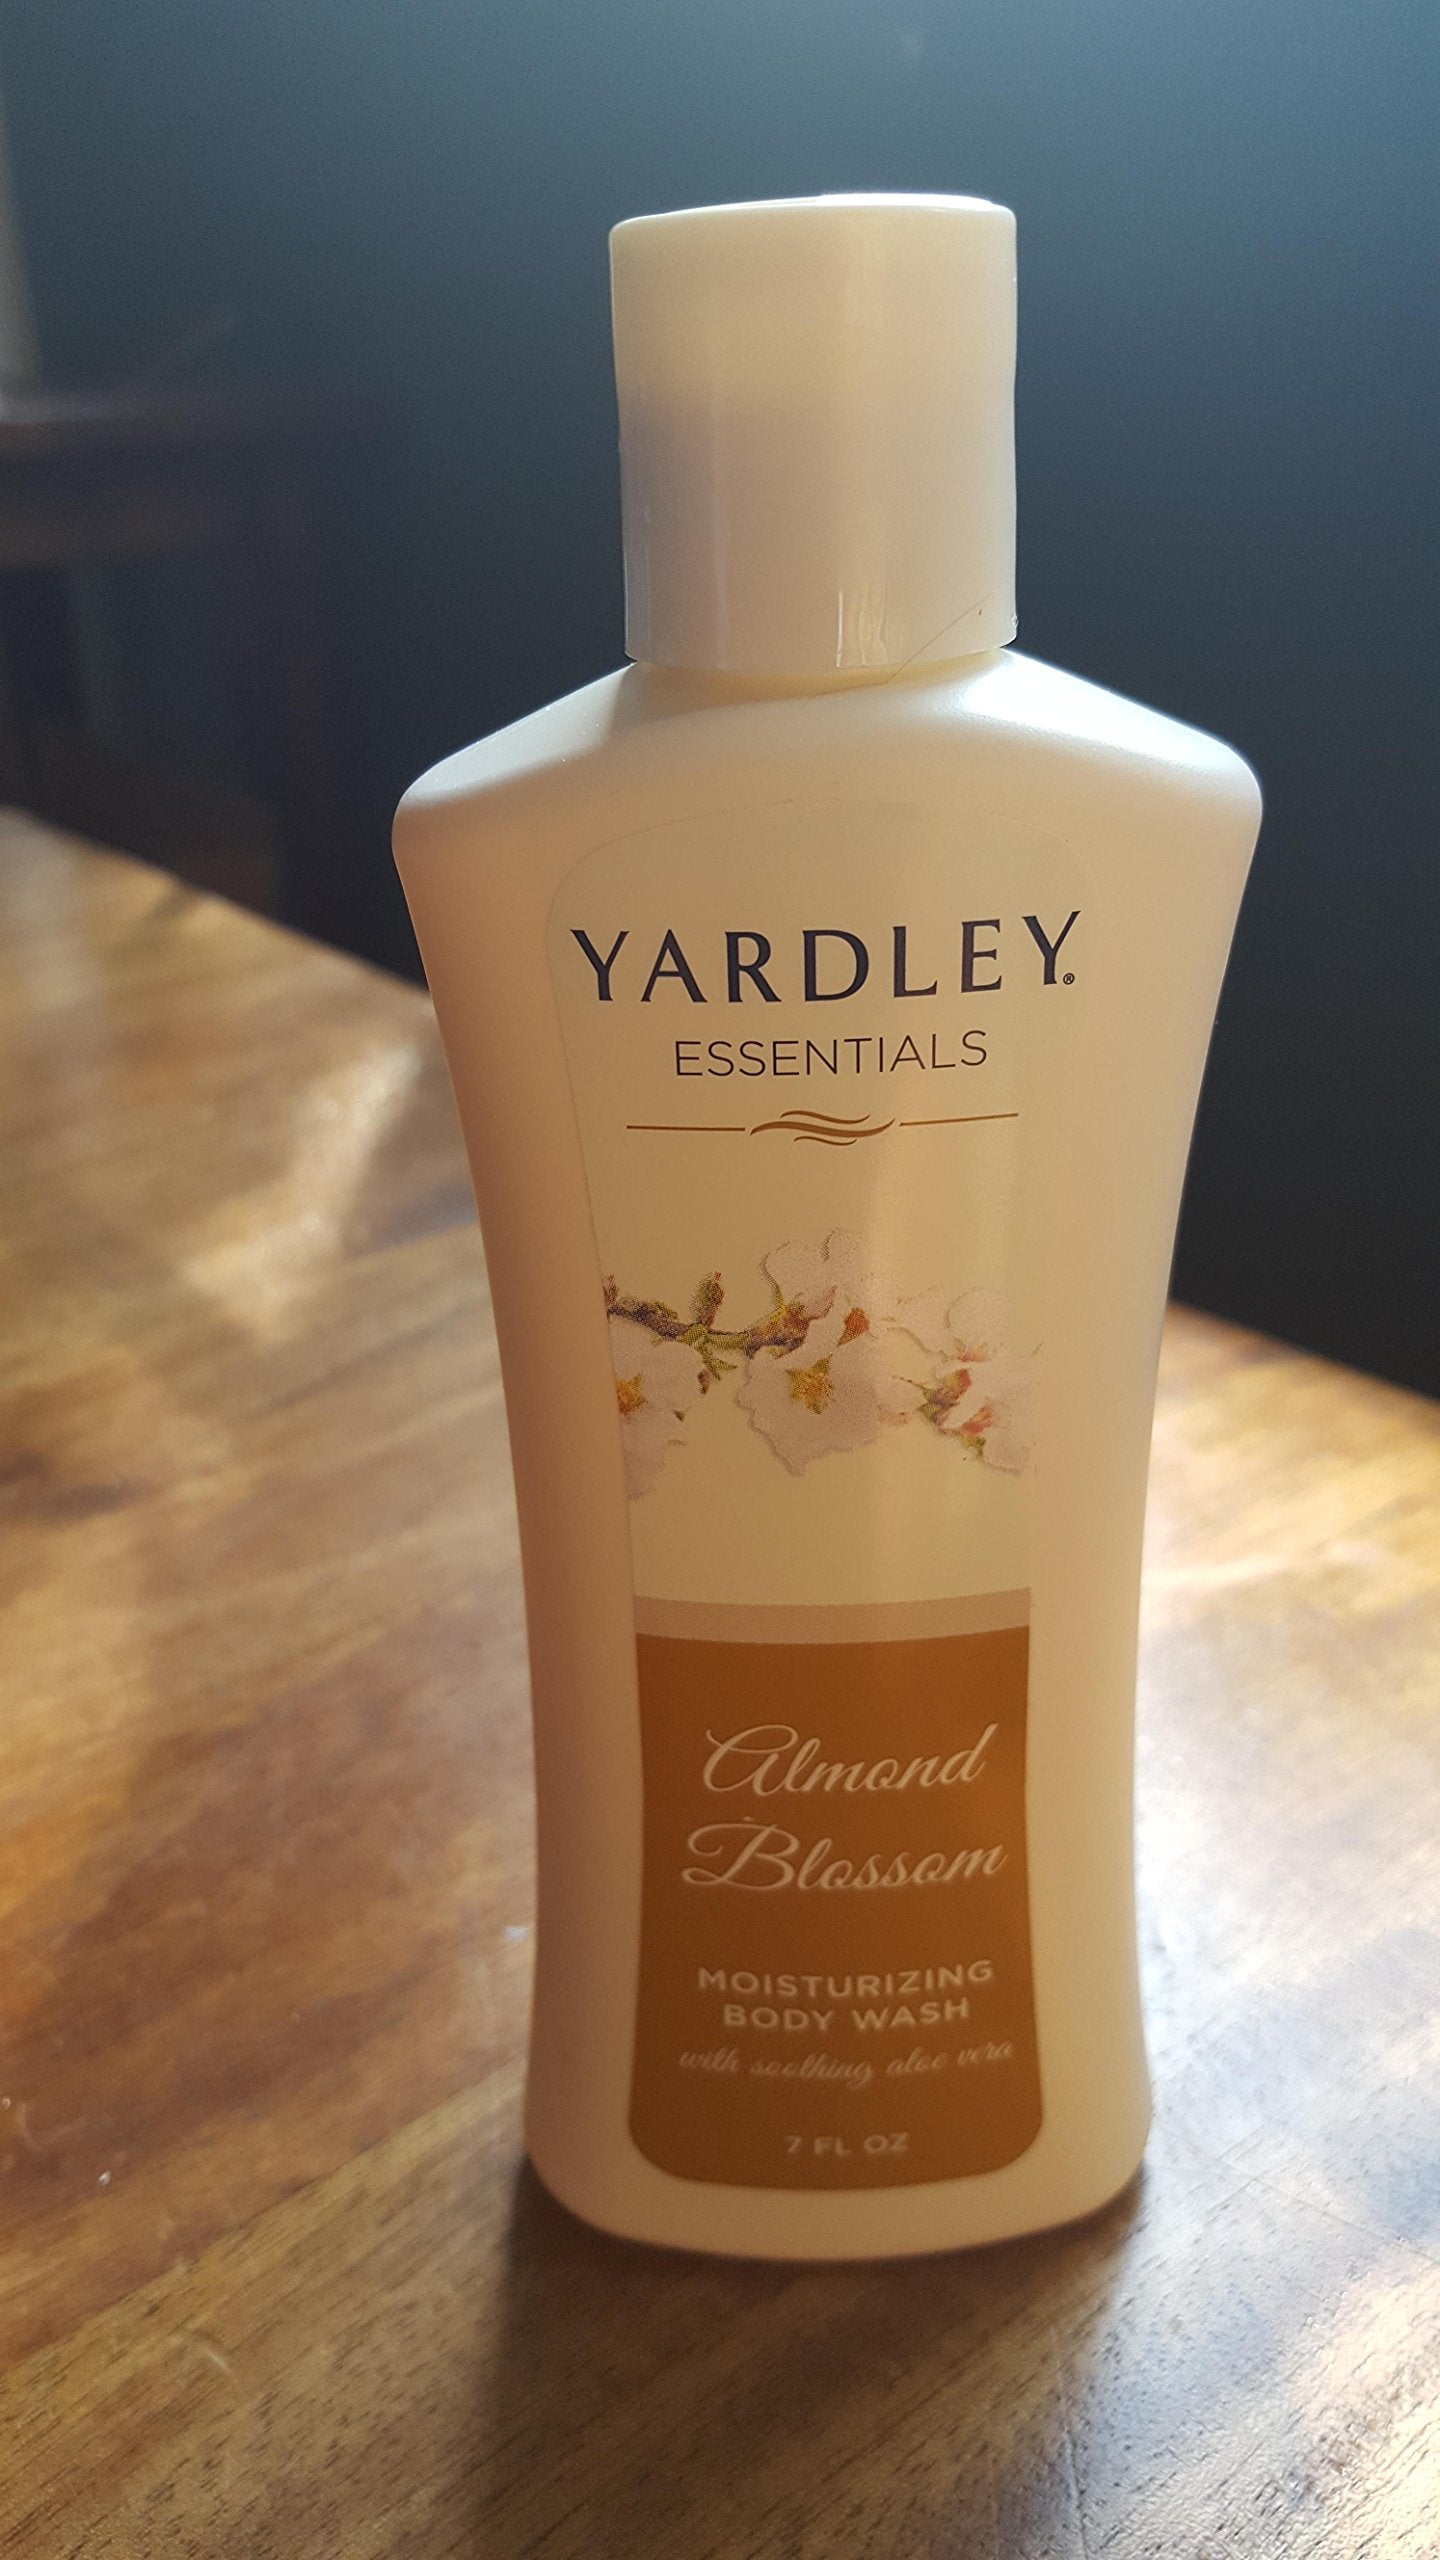 YARDLEY®
ESSENTIALS
Almond
Blossom
MOISTURIZING
BODY WASH
with soothing aloe vera
7 FL OZ